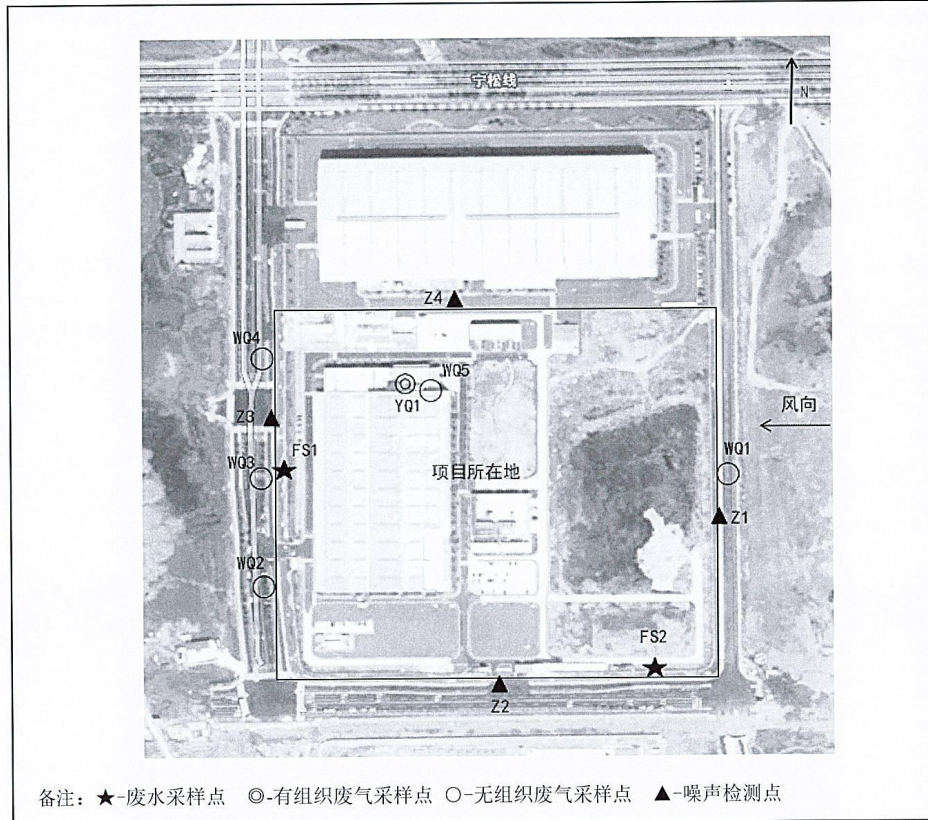 宁松线
N
Z4
WQ4
WQ5
YQ1
Z3
风向
FS1
WQ3
项目所在地
WQ1
Z1
WQ2
FS2
Z2
备注：★-废水采样点 ◎-有组织废气采样点 ○-无组织废气采样点 ▲-噪声检测点